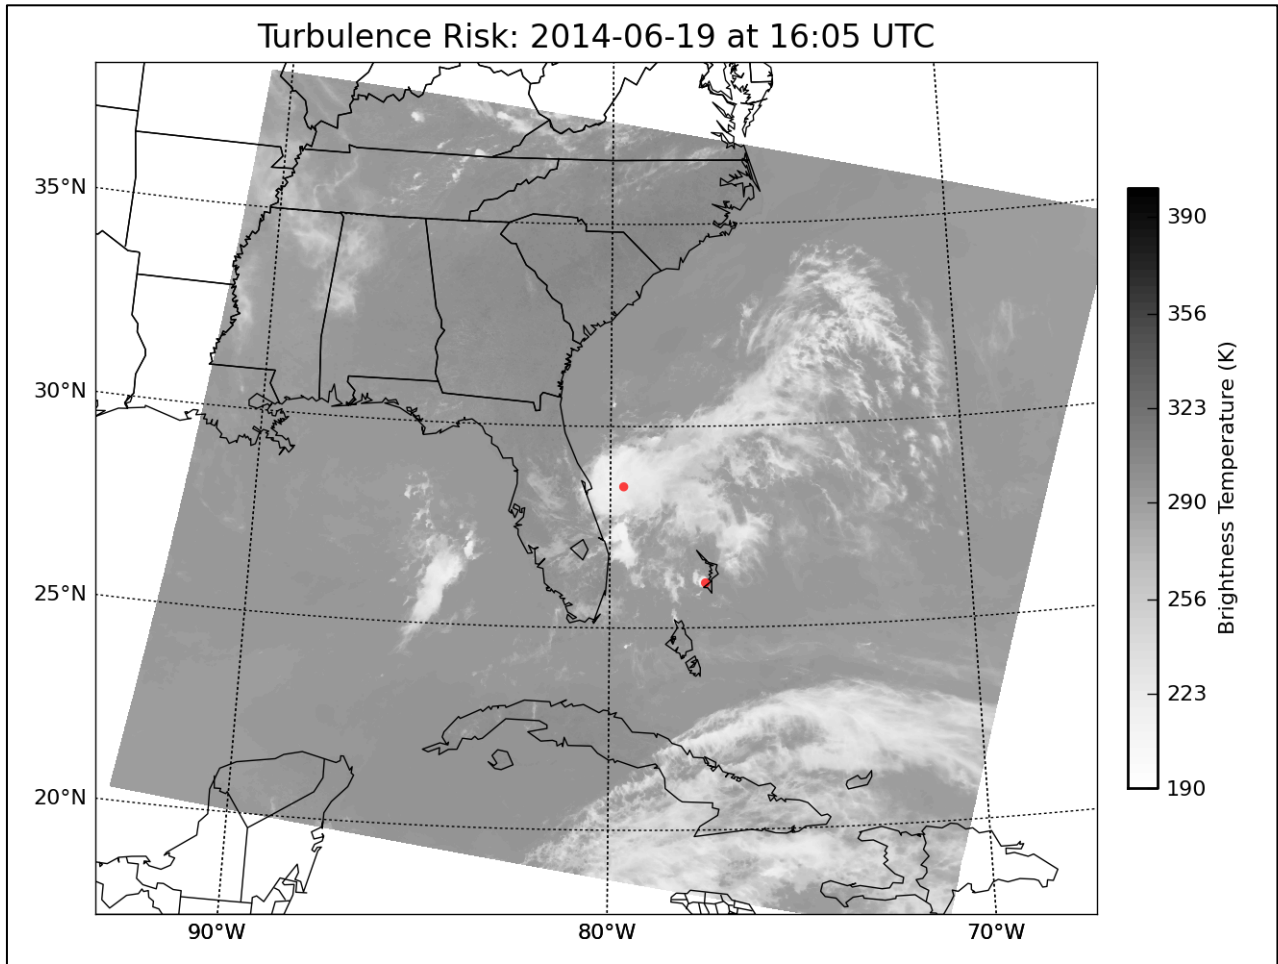 Turbulence Risk: 2014-06-19 at 16:05 UTC
35°N
30°N
25°N
20°N
90°W
80°W
70°W
390
356
323
290
256
223
190
Brightness Temperature (K)